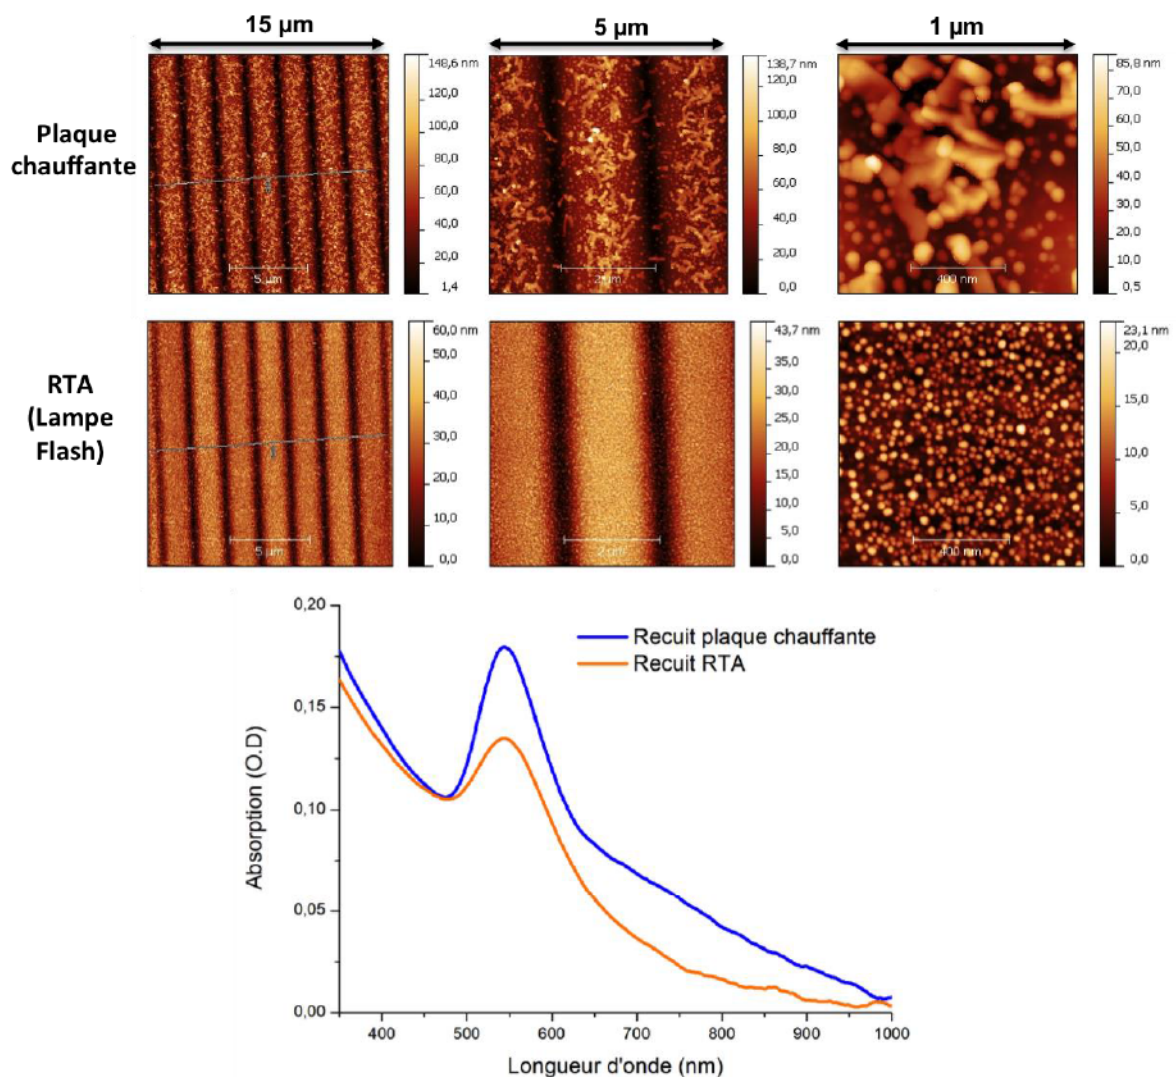 15 µm
5 µm
1 µm
Plaque
chauffante
148,6 nm
120,0
100,0
80,0
60,0
40,0
20,0
1,4
5 µm
138,7 nm
120,0
100,0
80,0
60,0
40,0
20,0
0,0
2 µm
85,8 nm
70,0
60,0
50,0
40,0
30,0
20,0
10,0
0,5
400 nm
RTA
(Lampe
Flash)
60,0 nm
50,0
40,0
30,0
20,0
10,0
0,0
5 µm
43,7 nm
35,0
30,0
25,0
20,0
15,0
10,0
5,0
0,0
2 µm
23,1 nm
20,0
15,0
10,0
5,0
0,0
400 nm
0,20
0,15
0,10
0,05
0,00
Absorption (O.D)
Recuit plaque chauffante
Recuit RTA
400 500 600 700 800 900 1000
Longueur d'onde (nm)